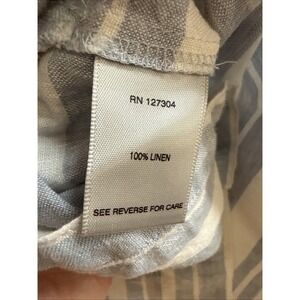 RN 127304
100% LINEN
SEE REVERSE FOR CARE